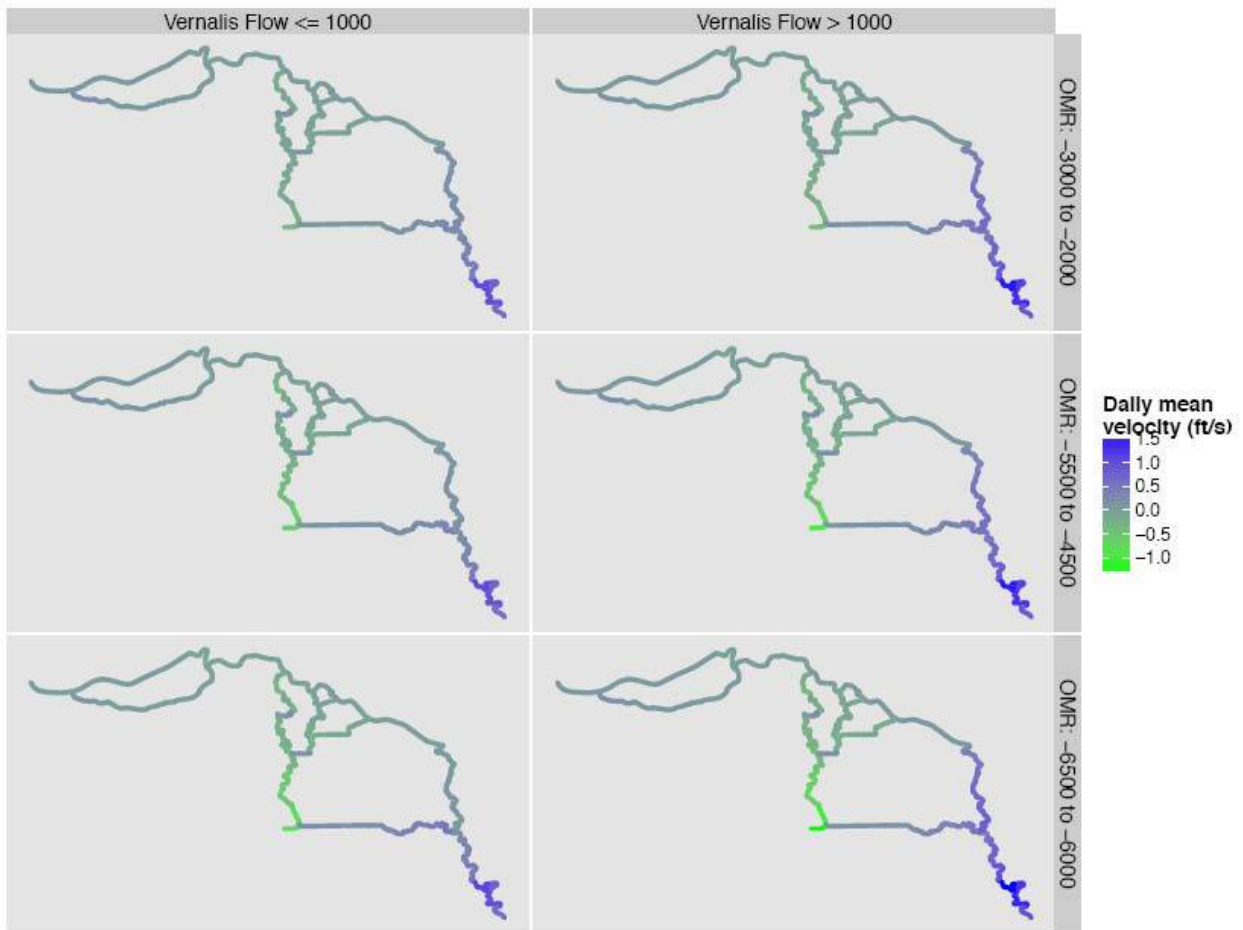 Vernalis Flow <= 1000
Vernalis Flow > 1000
OMR: −3000 to −2000
OMR: −5500 to −4500
OMR: −6500 to −6000
Daily mean
velocity (ft/s)
1.5
1.0
0.5
0.0
−0.5
−1.0